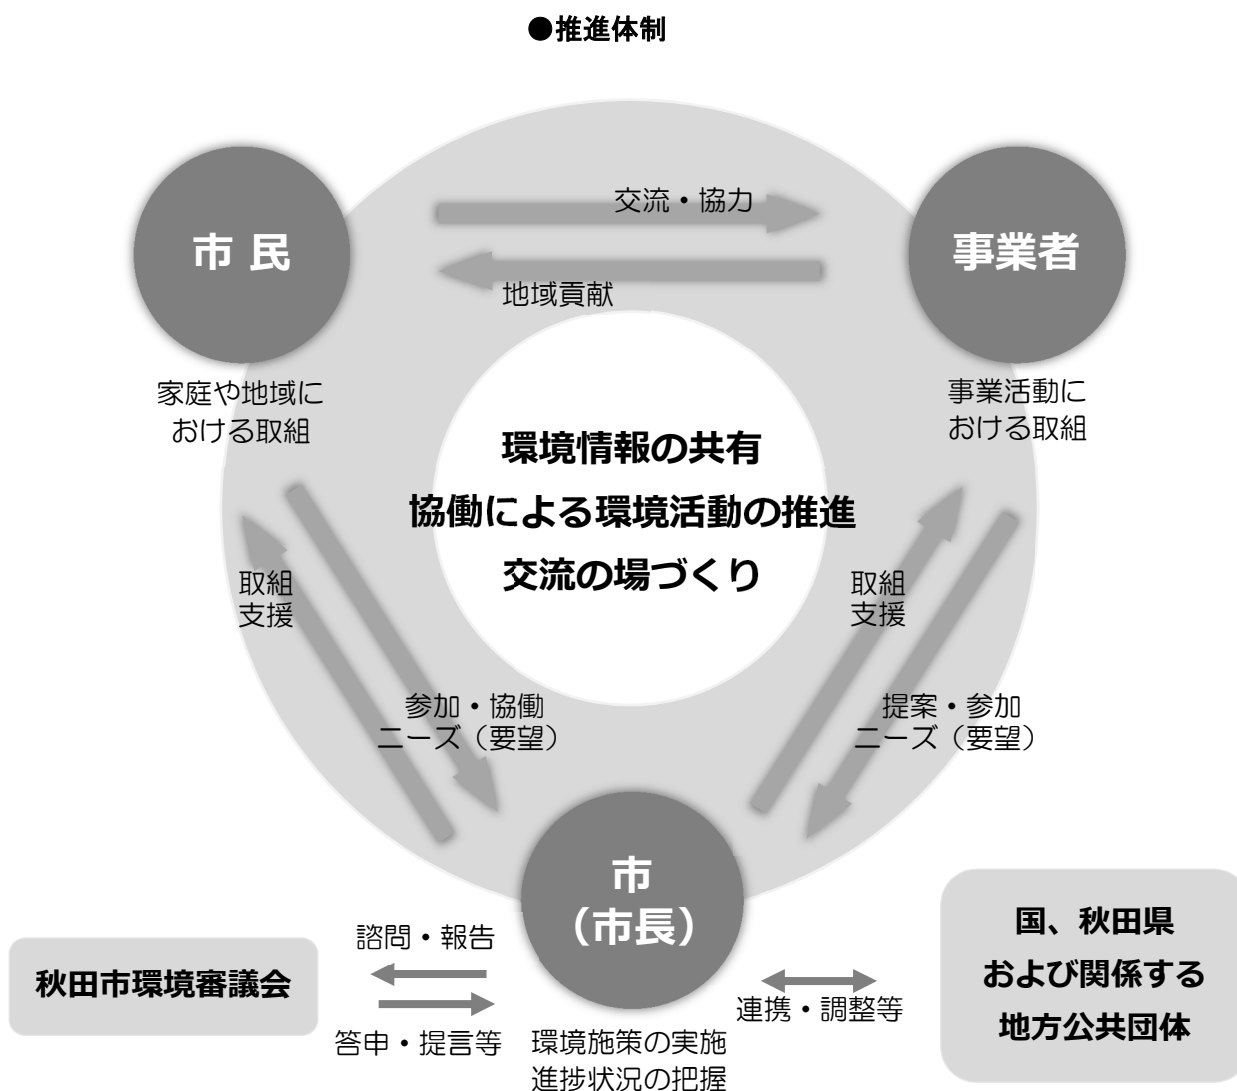 ●推進体制
市 民
事業者
交流・協力
地域貢献
家庭や地域に
おける取組
事業活動に
おける取組
環境情報の共有
協働による環境活動の推進
交流の場づくり
取組
支援
参加・協働
ニーズ（要望）
取組
支援
提案・参加
ニーズ（要望）
市
（市長）
環境施策の実施
進捗状況の把握
秋田市環境審議会
諮問・報告
答申・提言等
連携・調整等
国、秋田県
および関係する
地方公共団体